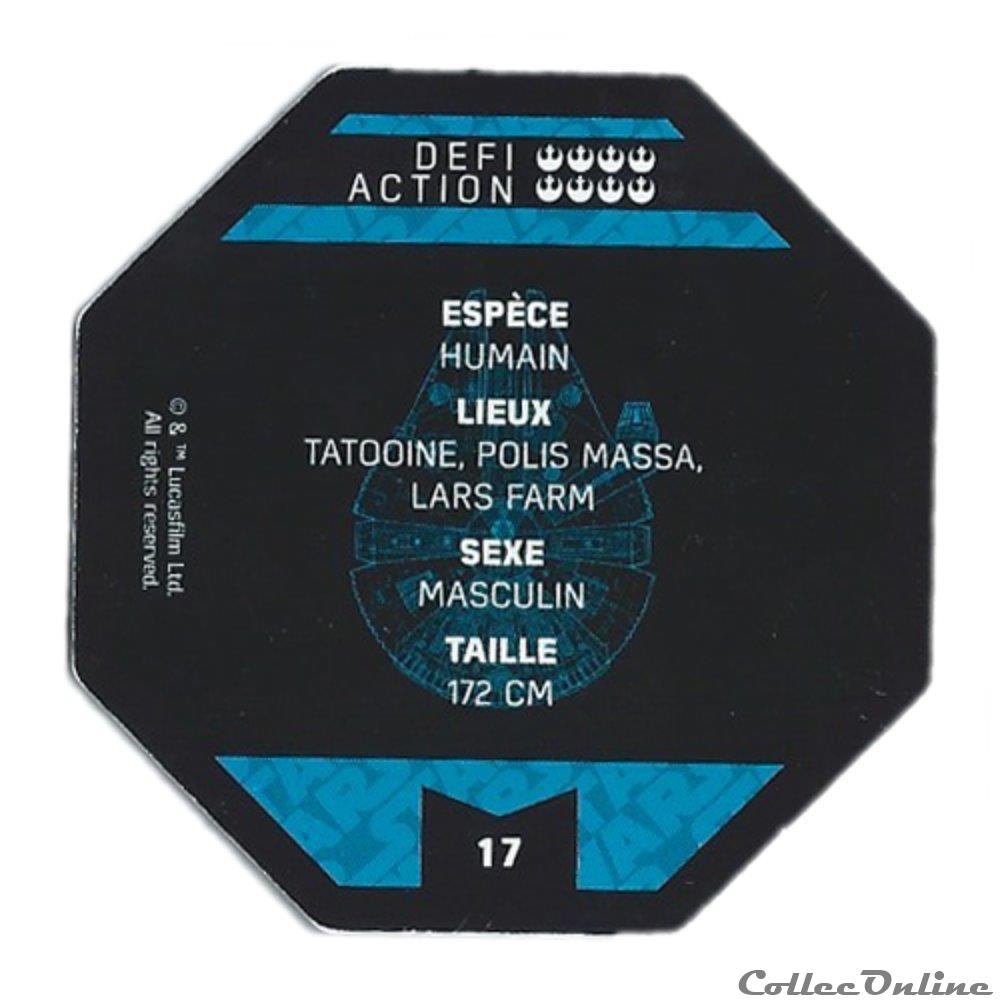 DEFI
ACTION
ESPÈCE
HUMAIN
LIEUX
TATOOINE, POLIS MASSA,
LARS FARM
SEXE
MASCULIN
TAILLE
172 CM
© & ™ Lucasfilm Ltd.
All rights reserved.
17
CollecOnline